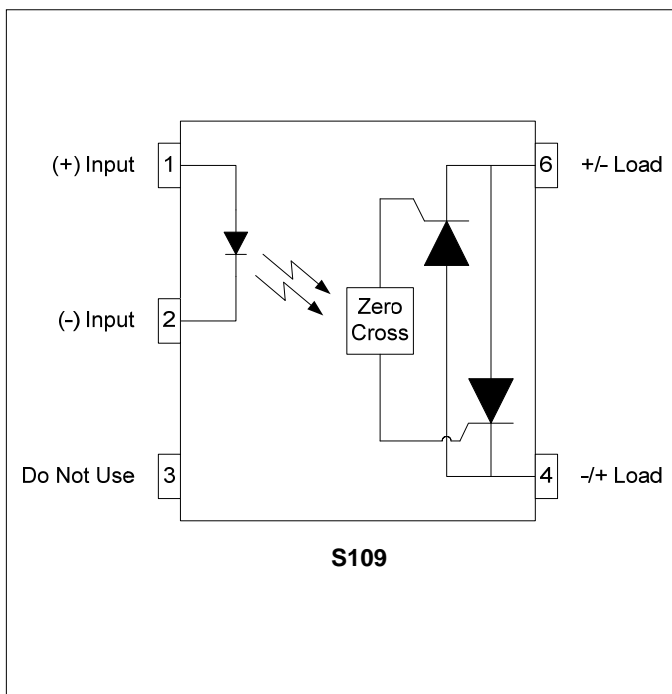 (+) Input
1
6
+/- Load
Zero
Cross
(-) Input
2
Do Not Use
3
4
-/+ Load
S109